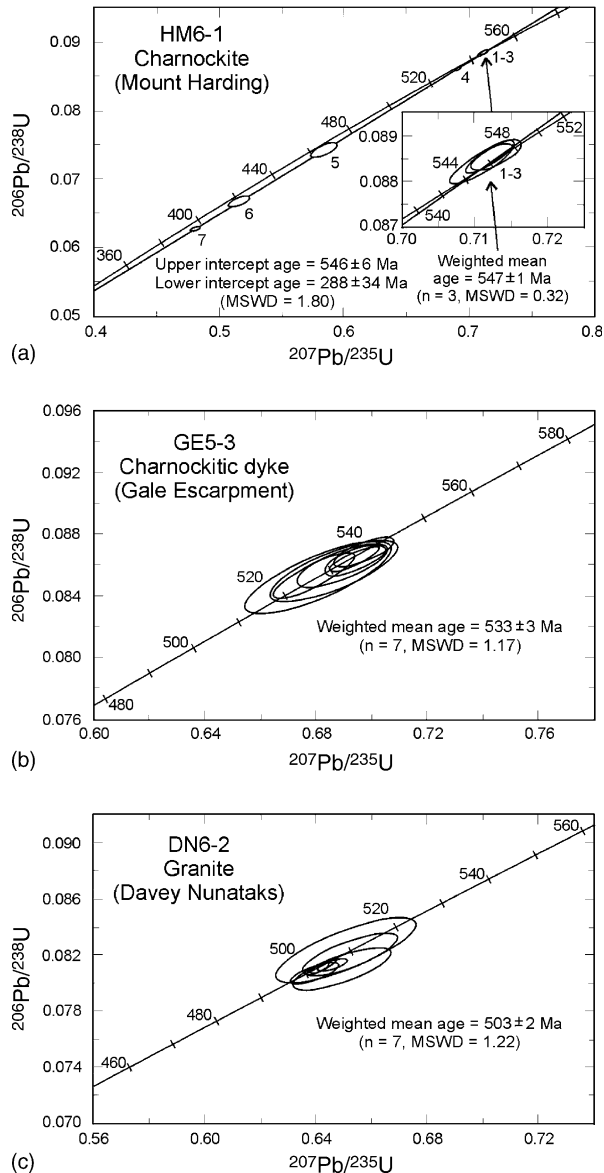 HM6-1
Charnockite
(Mount Harding)
0.095
0.085
0.075
0.065
0.055
0.05
²⁰⁶Pb/²³⁸U
360
400
440
480
520
560
7
6
5
4
1-3
0.089
0.088
0.087
540
544
548
552
1-3
0.70
0.71
0.72
Upper intercept age = 546±6 Ma
Lower intercept age = 288±34 Ma
(MSWD = 1.80)
Weighted mean
age = 547±1 Ma
(n = 3, MSWD = 0.32)
0.4
0.5
0.6
0.7
0.8
(a)
²⁰⁷Pb/²³⁵U
GE5-3
Charnockitic dyke
(Gale Escarpment)
0.096
0.092
0.088
0.084
0.080
0.076
²⁰⁶Pb/²³⁸U
480
500
520
540
560
580
Weighted mean age = 533±3 Ma
(n = 7, MSWD = 1.17)
0.60
0.64
0.68
0.72
0.76
(b)
²⁰⁷Pb/²³⁵U
DN6-2
Granite
(Davey Nunataks)
0.090
0.086
0.082
0.078
0.074
0.070
²⁰⁶Pb/²³⁸U
460
480
500
520
540
560
Weighted mean age = 503±2 Ma
(n = 7, MSWD = 1.22)
0.56
0.60
0.64
0.68
0.72
(c)
²⁰⁷Pb/²³⁵U